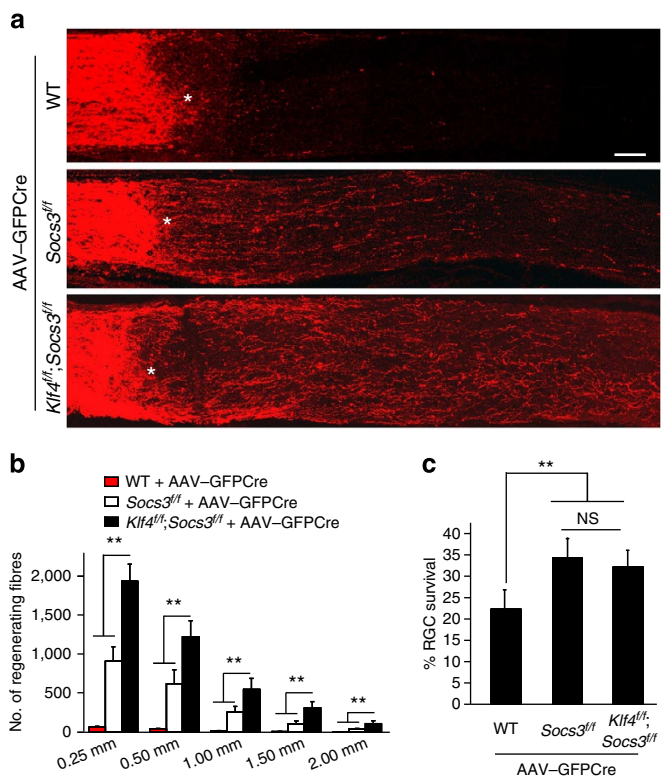 a
AAV–GFPCre
WT
*
Socs3f/f
*
Klf4f/f;Socs3f/f
*
b
WT + AAV–GFPCre
Socs3f/f + AAV–GFPCre
Klf4f/f;Socs3f/f + AAV–GFPCre
No. of regenerating fibres
2,000
1,500
1,000
500
0
**
**
**
**
**
0.25 mm
0.50 mm
1.00 mm
1.50 mm
2.00 mm
c
**
NS
% RGC survival
40
35
30
25
20
15
10
5
0
WT
Socs3f/f
Klf4f/f;
Socs3f/f
AAV–GFPCre